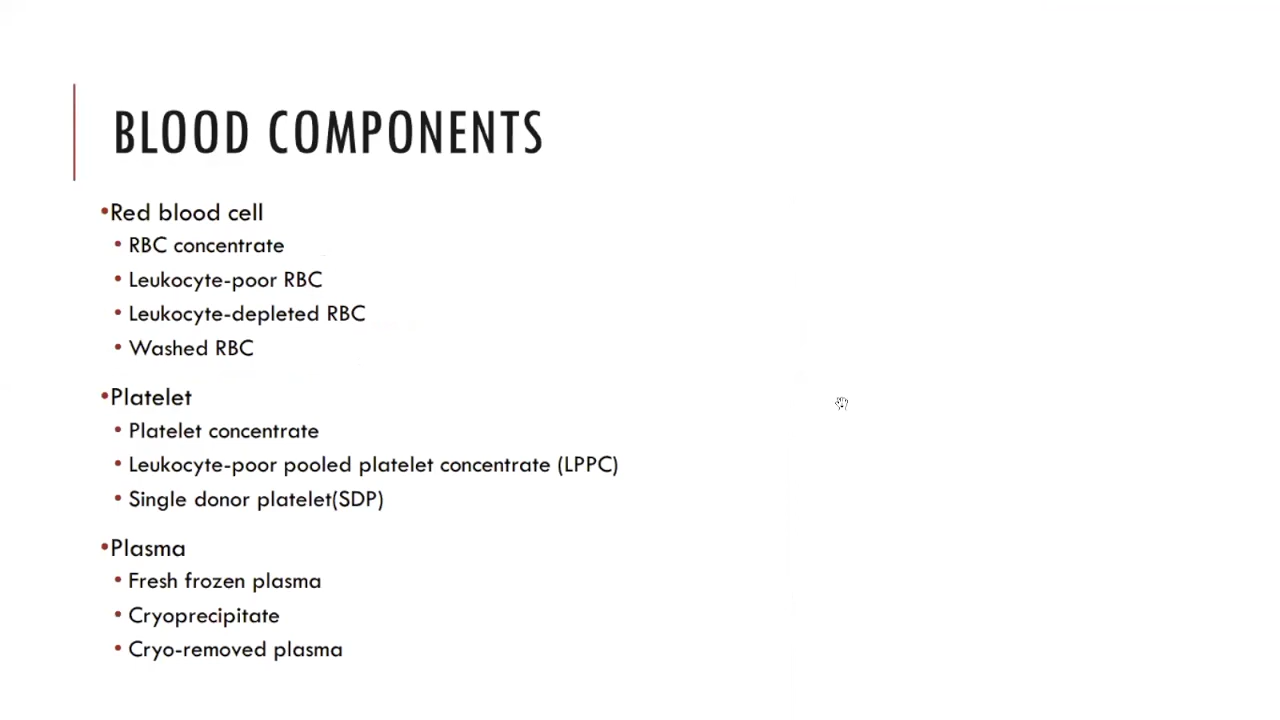 BLOOD COMPONENTS
•Red blood cell
• RBC concentrate
• Leukocyte-poor RBC
• Leukocyte-depleted RBC
• Washed RBC
•Platelet
• Platelet concentrate
• Leukocyte-poor pooled platelet concentrate (LPPC)
• Single donor platelet(SDP)
•Plasma
• Fresh frozen plasma
• Cryoprecipitate
• Cryo-removed plasma